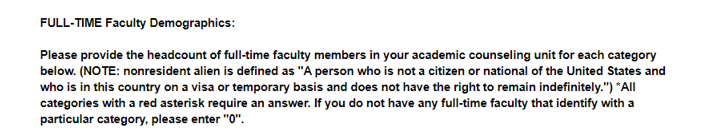 FULL-TIME Faculty Demographics:
Please provide the headcount of full-time faculty members in your academic counseling unit for each category
below. (NOTE: nonresident alien is defined as "A person who is not a citizen or national of the United States and
who is in this country on a visa or temporary basis and does not have the right to remain indefinitely.") *All
categories with a red asterisk require an answer. If you do not have any full-time faculty that identify with a
particular category, please enter "0".